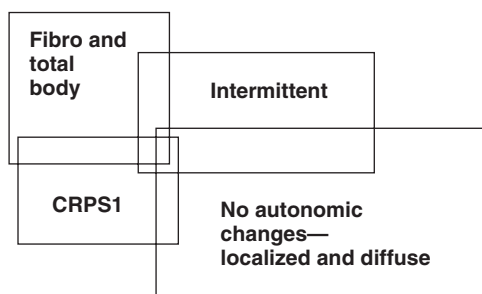 Fibro and
total
body
Intermittent
CRPS1
No autonomic
changes—
localized and diffuse